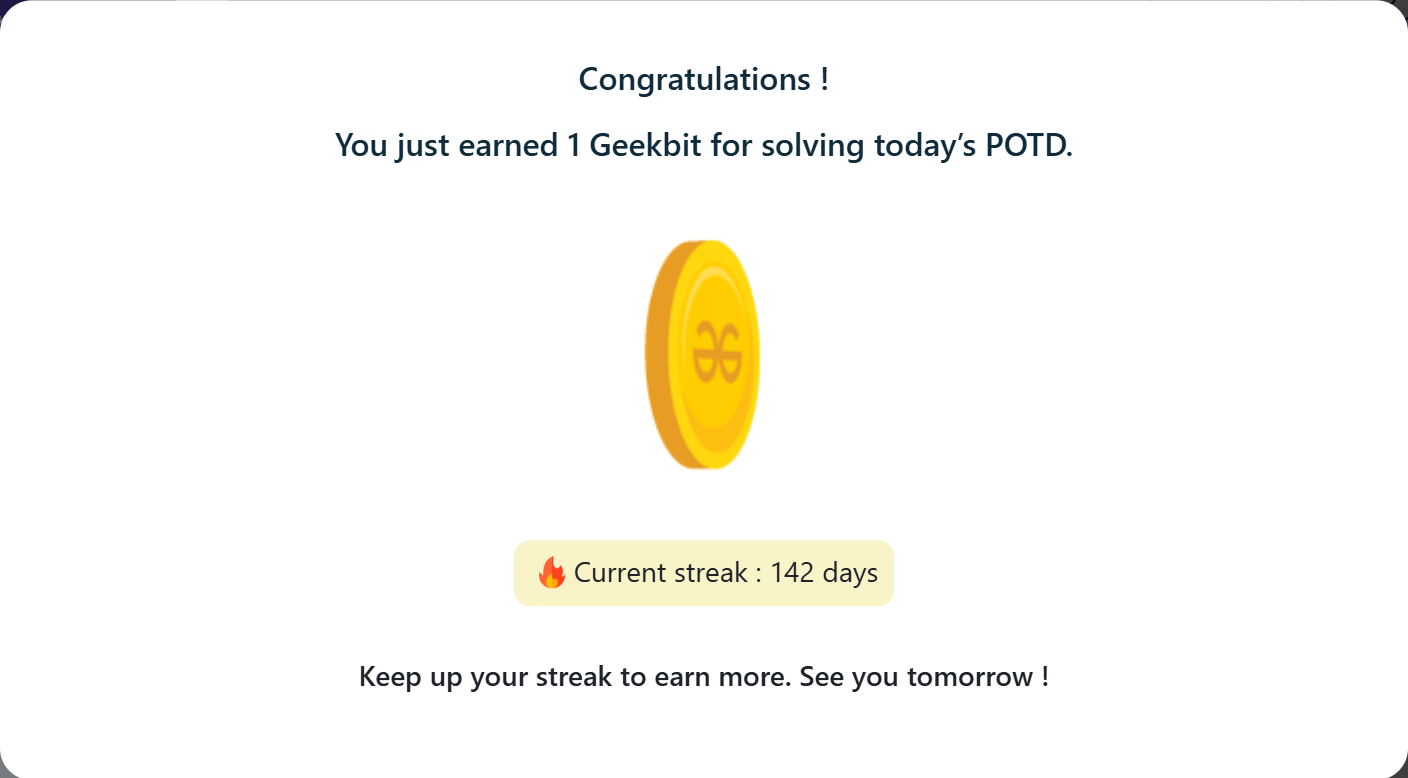 Congratulations !
You just earned 1 Geekbit for solving today’s POTD.
Current streak : 142 days
Keep up your streak to earn more. See you tomorrow !